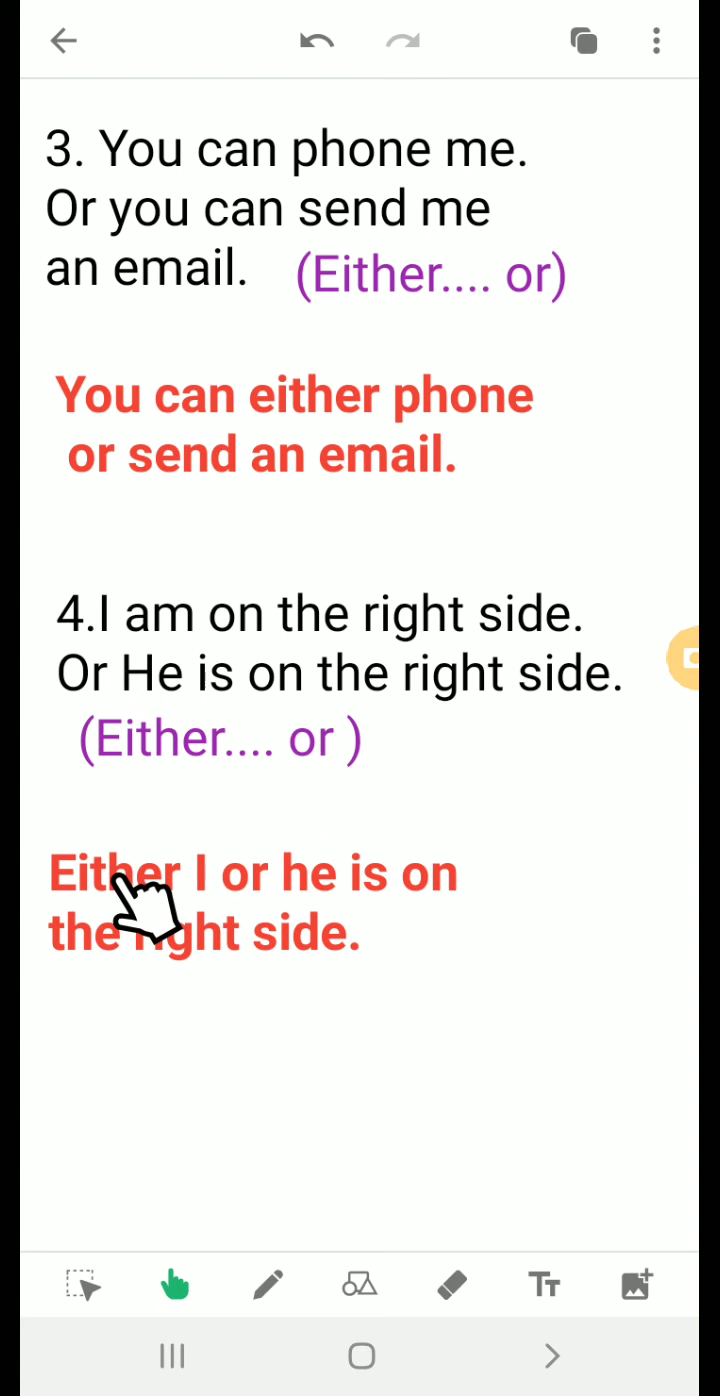 3. You can phone me.
Or you can send me
an email. (Either.... or)
You can either phone
or send an email.
4.I am on the right side.
Or He is on the right side.
(Either.... or )
Either I or he is on
the right side.
TT